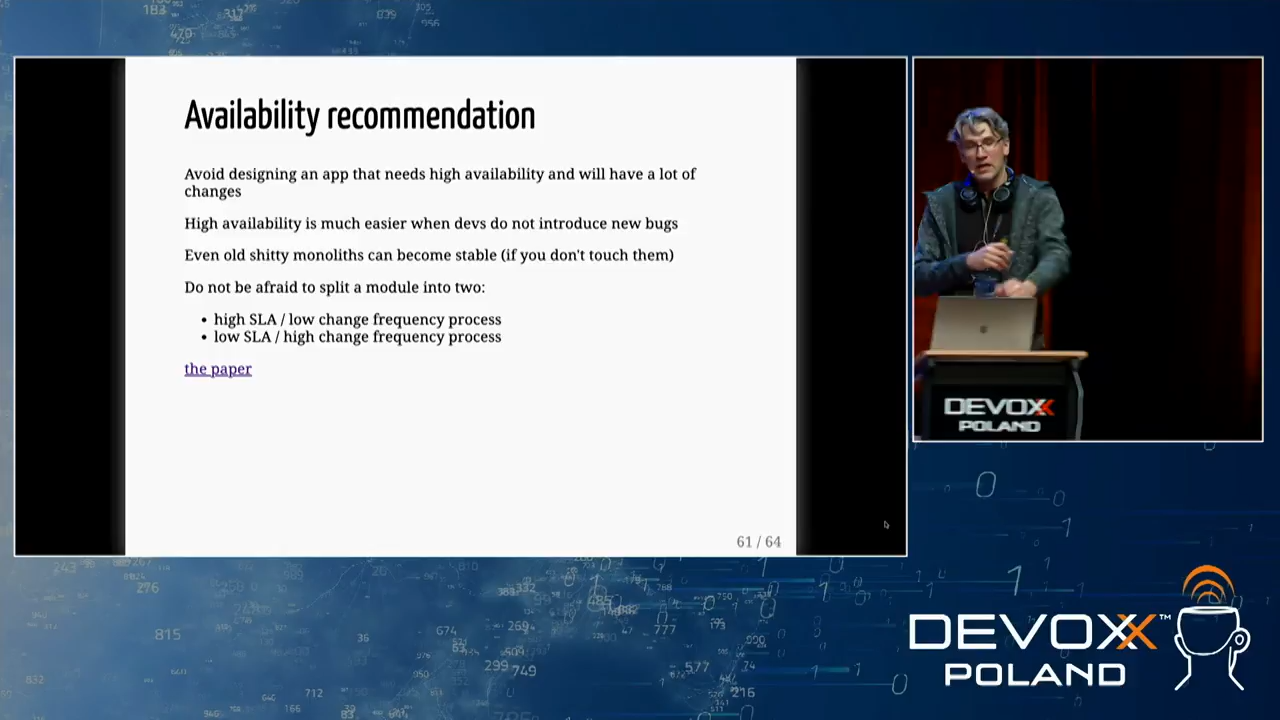 Availability recommendation
Avoid designing an app that needs high availability and will have a lot of
changes
High availability is much easier when devs do not introduce new bugs
Even old shitty monoliths can become stable (if you don't touch them)
Do not be afraid to split a module into two:
• high SLA / low change frequency process
• low SLA / high change frequency process
the paper
61 / 64
DEVOXX
POLAND
DEVOXX™
POLAND